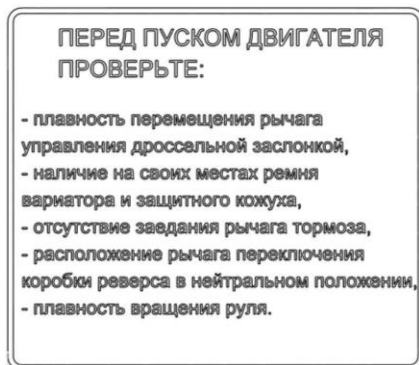 ПЕРЕД ПУСКОМ ДВИГАТЕЛЯ
ПРОВЕРЬТЕ:
- плавность перемещения рычага
управления дроссельной заслонкой,
- наличие на своих местах ремня
вариатора и защитного кожуха,
- отсутствие заедания рычага тормоза,
- расположение рычага переключения
коробки реверса в нейтральном положении,
- плавность вращения руля.